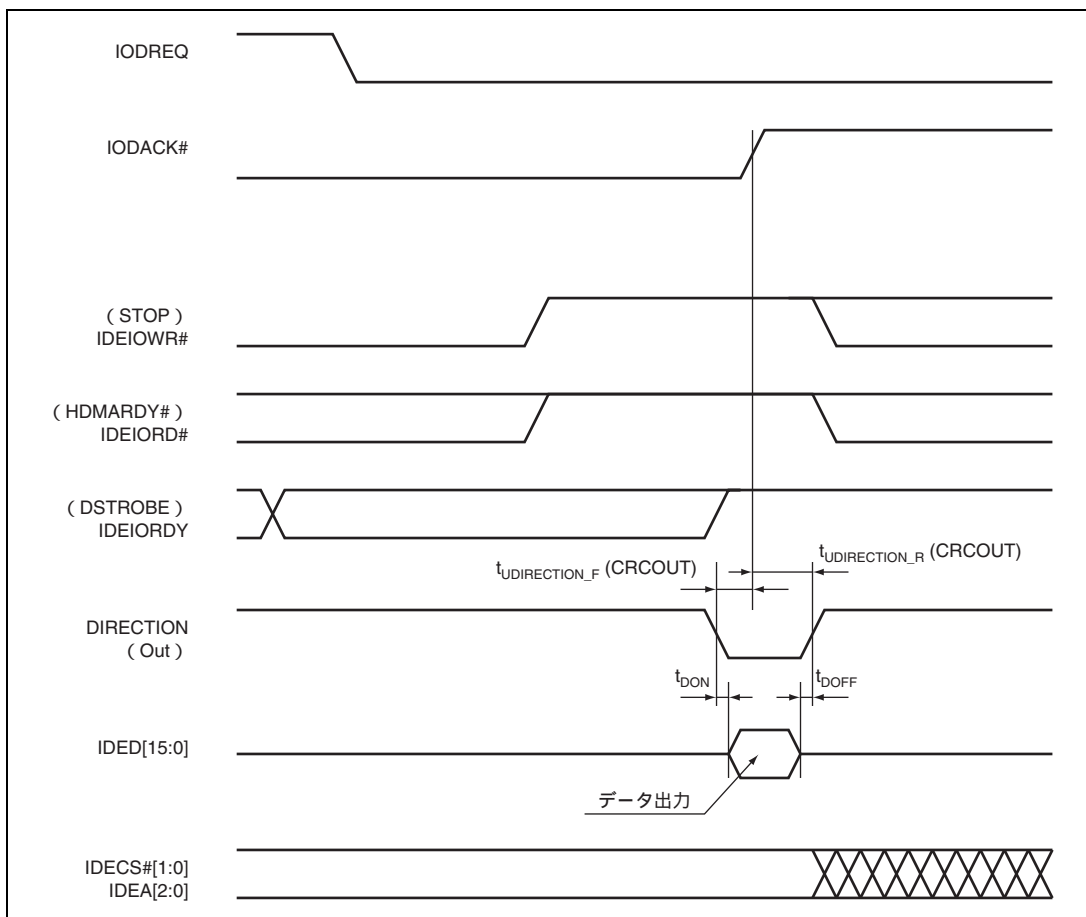 IODREQ
IODACK#
( STOP )
IDEIOWR#
( HDMARDY# )
IDEIORD#
( DSTROBE )
IDEIORDY
tUDIRECTION_F (CRCOUT)
tUDIRECTION_R (CRCOUT)
DIRECTION
( Out )
tDON
tDOFF
IDED[15:0]
データ出力
IDECS#[1:0]
IDEA[2:0]